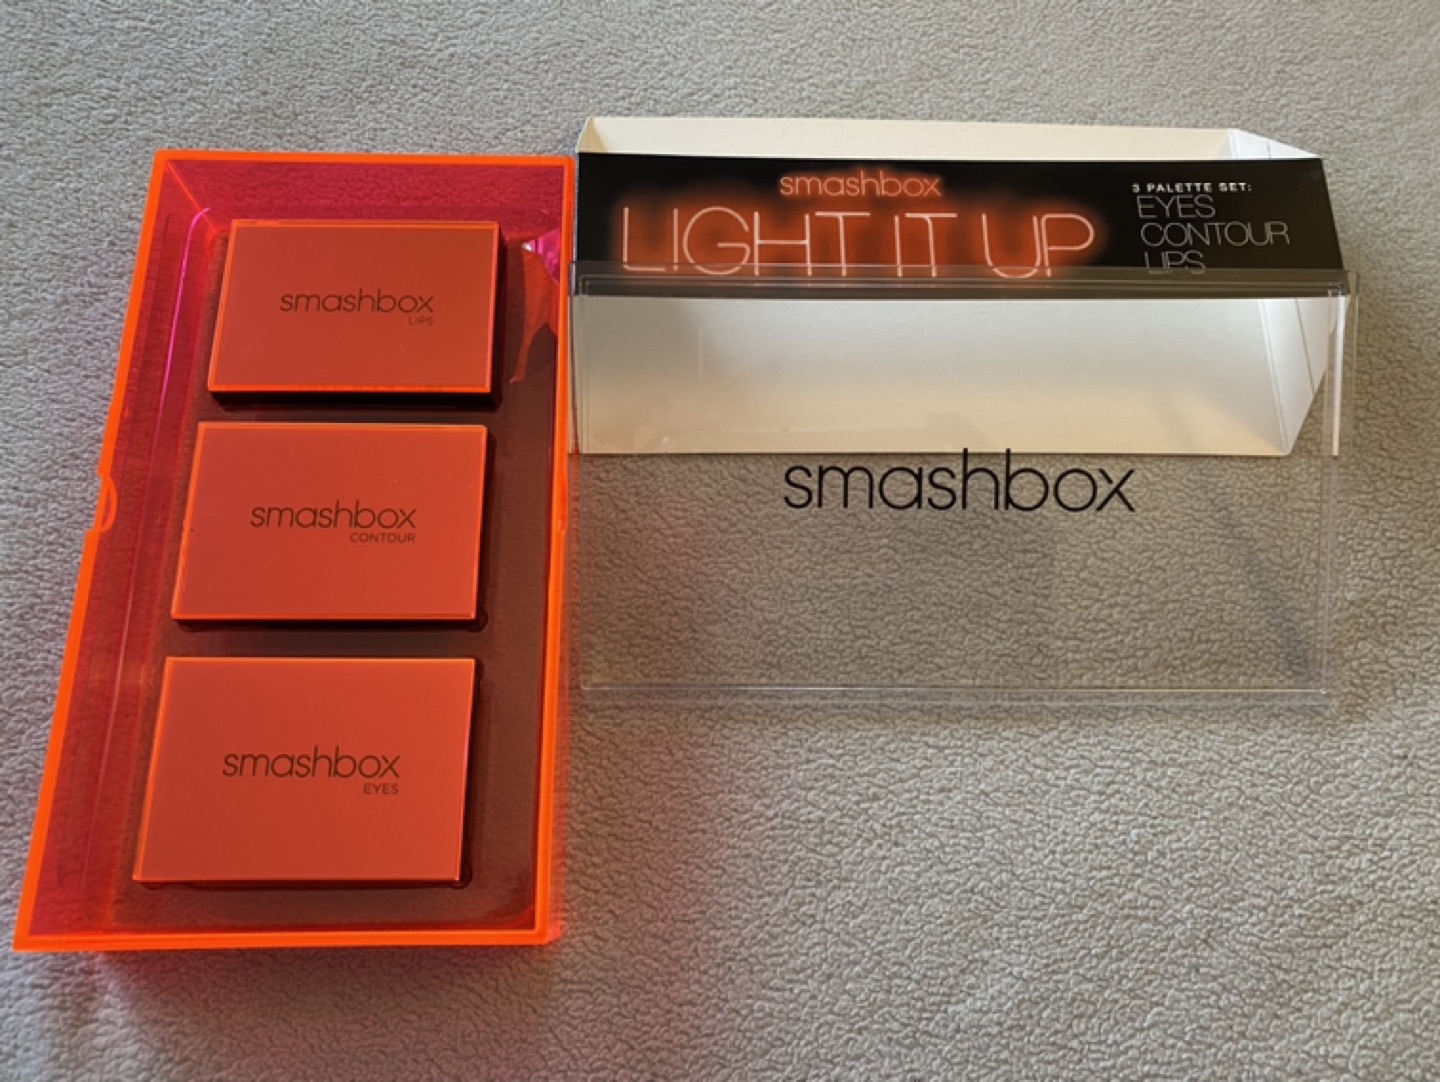 smashbox
LIPS
smashbox
CONTOUR
smashbox
EYES
smashbox
LIGHT IT UP
3 PALETTE SET:
EYES
CONTOUR
LIPS
smashbox